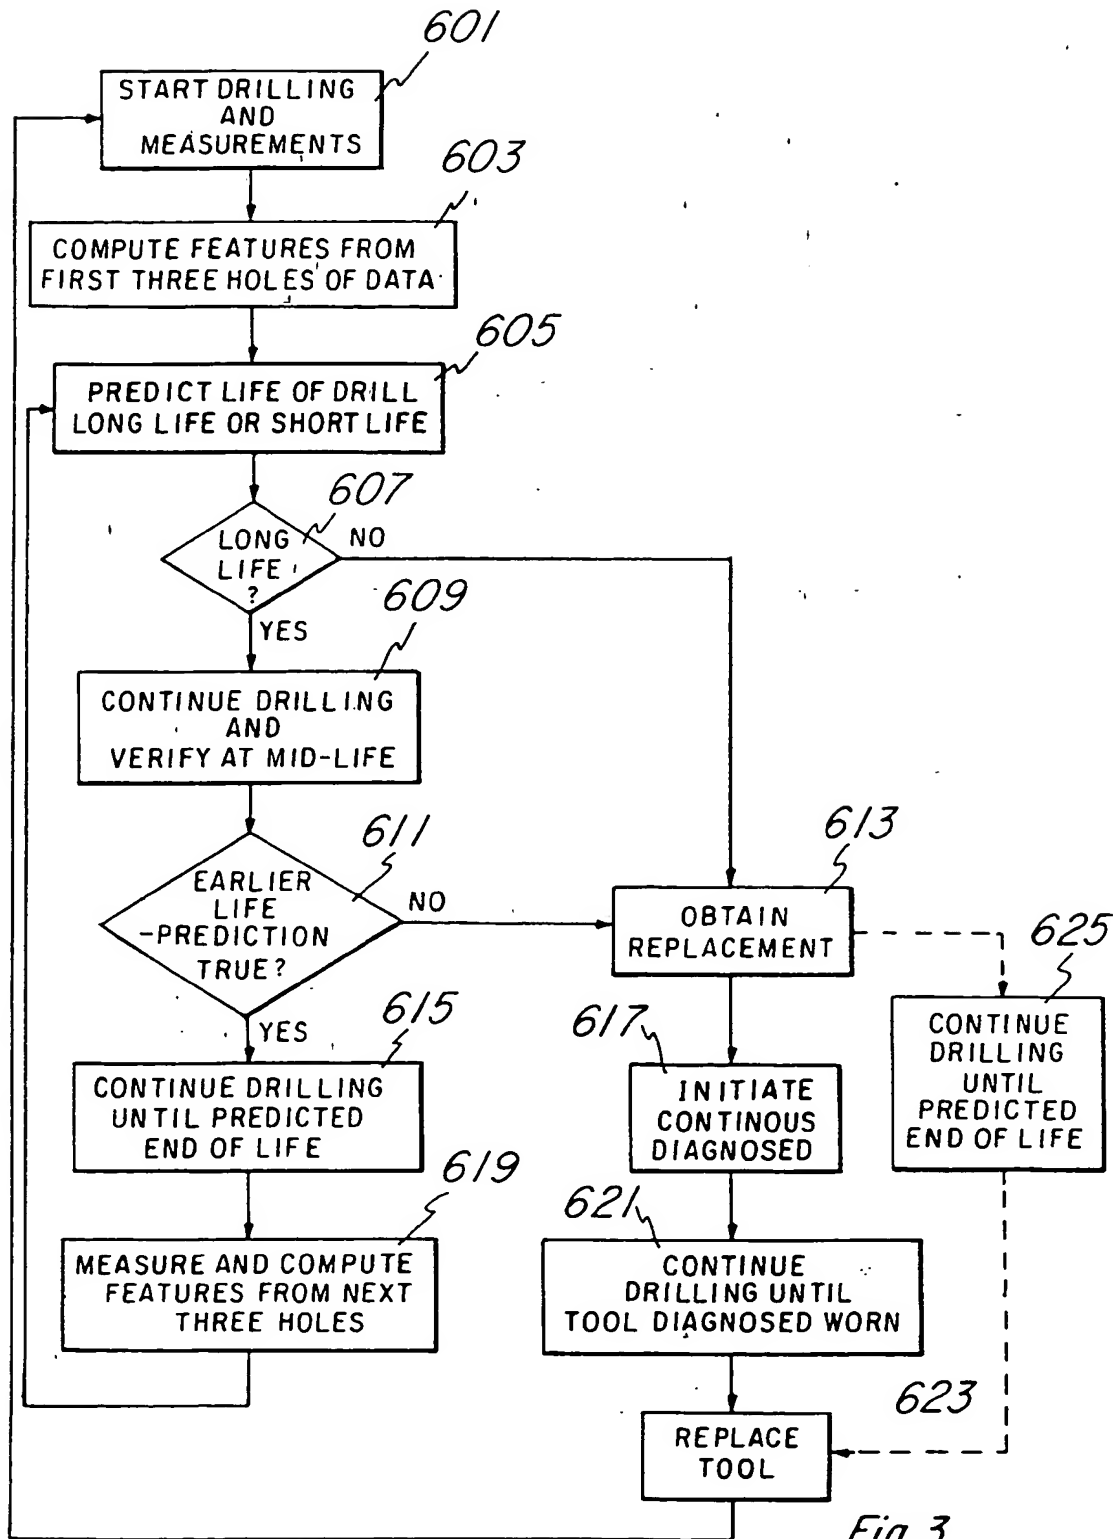 601
START DRILLING
AND
MEASUREMENTS
603
COMPUTE FEATURES FROM
FIRST THREE HOLES OF DATA
605
PREDICT LIFE OF DRILL
LONG LIFE OR SHORT LIFE
607
LONG
LIFE
?
NO
YES
609
CONTINUE DRILLING
AND
VERIFY AT MID-LIFE
611
EARLIER
LIFE
-PREDICTION
TRUE?
NO
YES
613
OBTAIN
REPLACEMENT
615
CONTINUE DRILLING
UNTIL PREDICTED
END OF LIFE
617
INITIATE
CONTINOUS
DIAGNOSED
625
CONTINUE
DRILLING
UNTIL
PREDICTED
END OF LIFE
619
MEASURE AND COMPUTE
FEATURES FROM NEXT
THREE HOLES
621
CONTINUE
DRILLING UNTIL
TOOL DIAGNOSED WORN
623
REPLACE
TOOL
Fig. 3